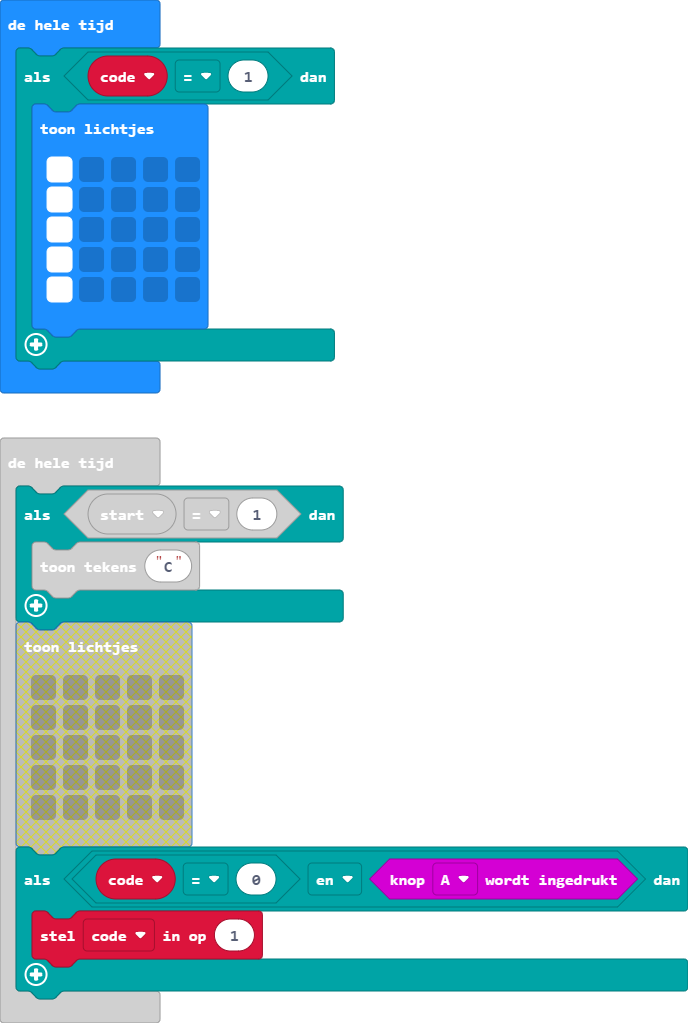 de hele tijd
als code = 1 dan
toon lichtjes
de hele tijd
als start = 1 dan
toon tekens "C"
toon lichtjes
als code = 0 en knop A wordt ingedrukt dan
stel code in op 1